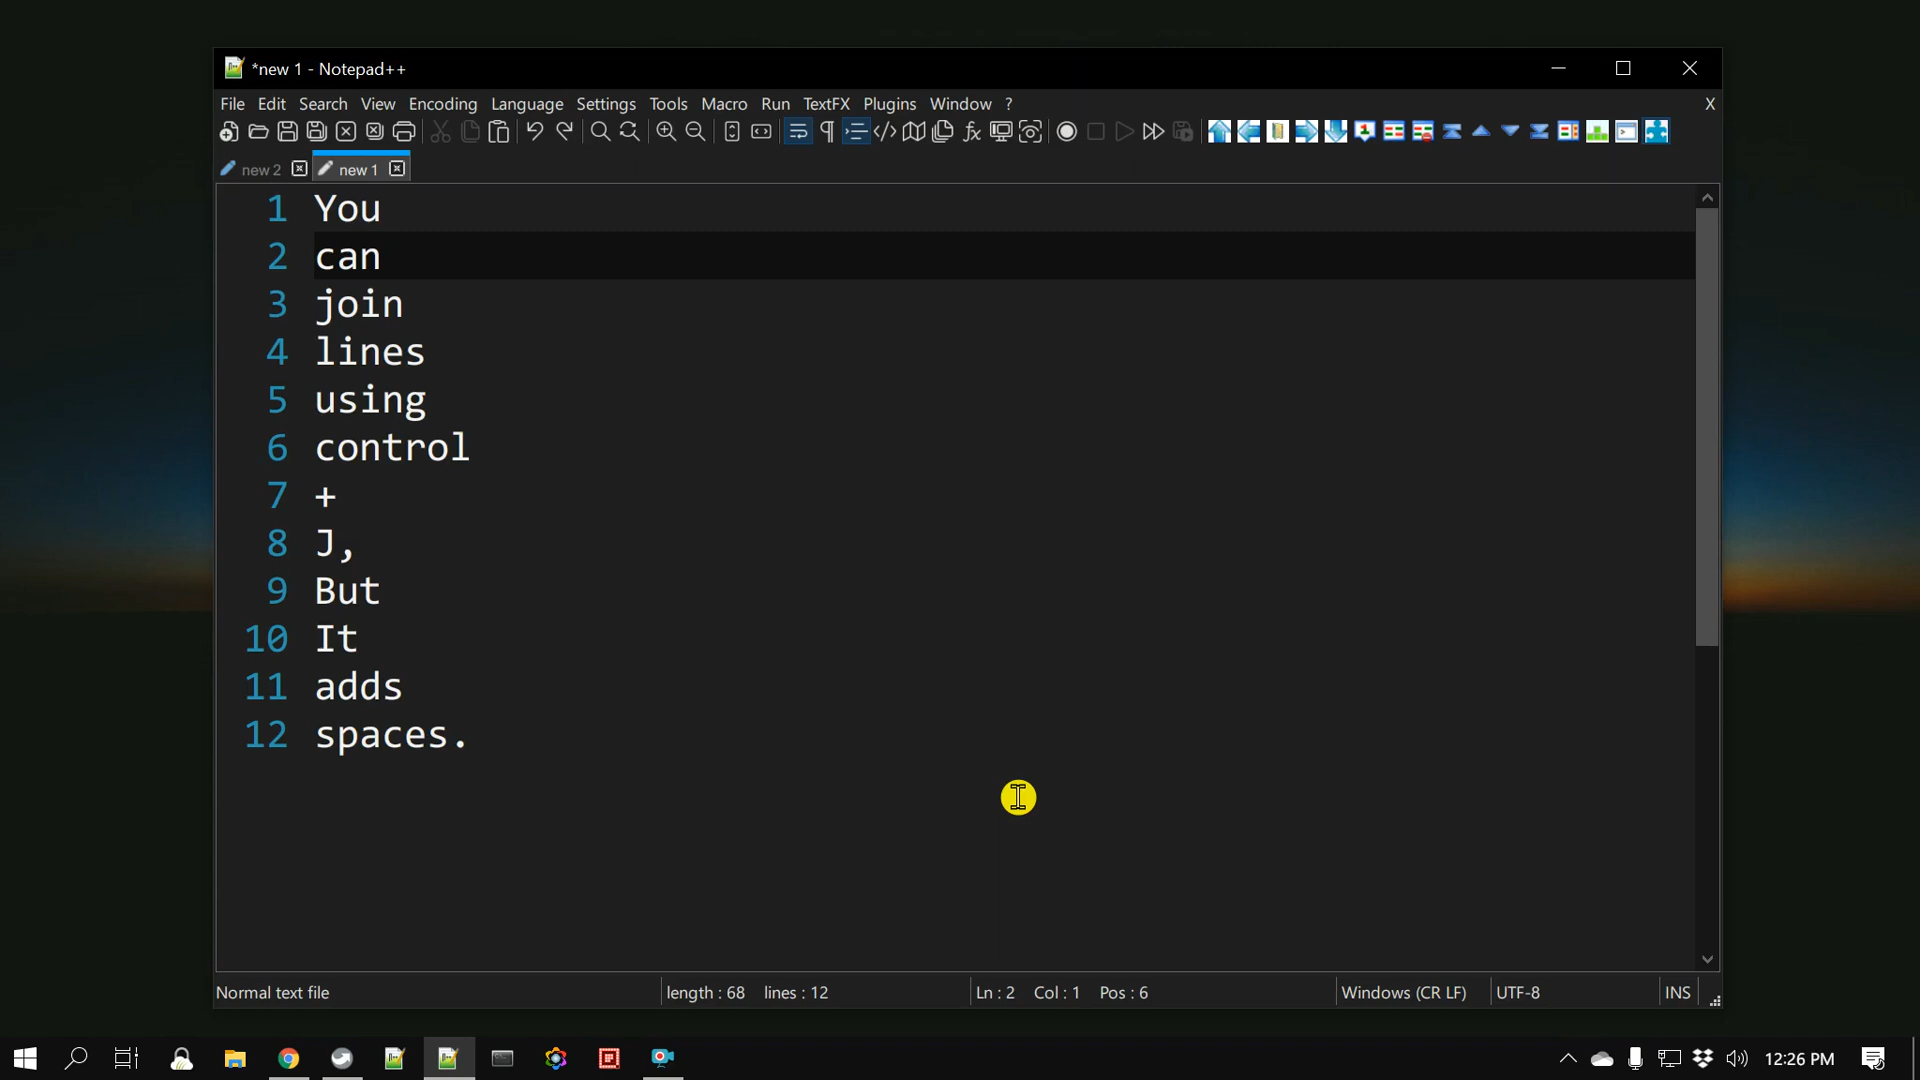 *new 1 - Notepad++
File Edit Search View Encoding Language Settings Tools Macro Run TextFX Plugins Window ? X
new 2 new 1
1 You
2 can
3 join
4 lines
5 using
6 control
7 +
8 J,
9 But
10 It
11 adds
12 spaces.
Normal text file length : 68 lines : 12 Ln : 2 Col : 1 Pos : 6 Windows (CR LF) UTF-8 INS
12:26 PM